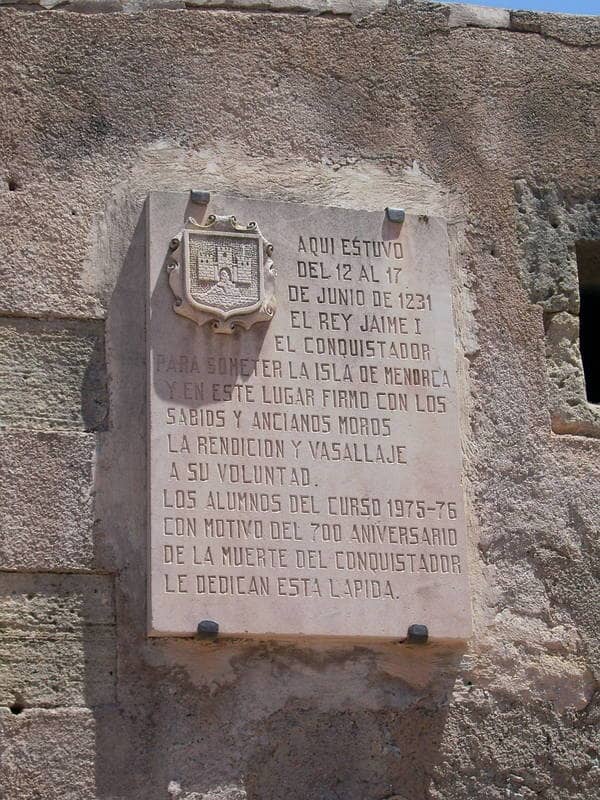 AQUI ESTUVO
DEL 12 AL 17
DE JUNIO DE 1231
EL REY JAIME I
EL CONQUISTADOR
PARA SOMETER LA ISLA DE MENORCA
Y EN ESTE LUGAR FIRMO CON LOS
SABIOS Y ANCIANOS MOROS
LA RENDICION Y VASALLAJE
A SU VOLUNTAD.
LOS ALUMNOS DEL CURSO 1975-76
CON MOTIVO DEL 700 ANIVERSARIO
DE LA MUERTE DEL CONQUISTADOR
LE DEDICAN ESTA LAPIDA.